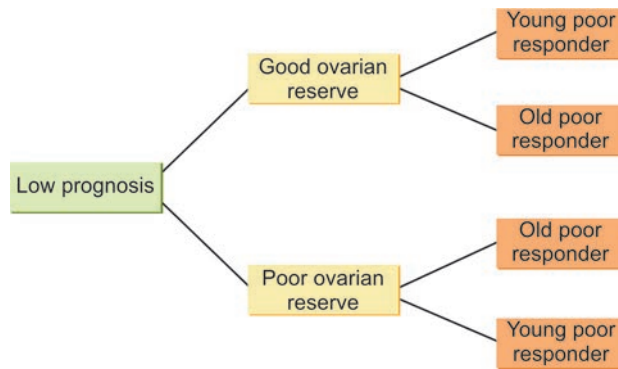 Low prognosis
Good ovarian
reserve
Young poor
responder
Old poor
responder
Poor ovarian
reserve
Old poor
responder
Young poor
responder